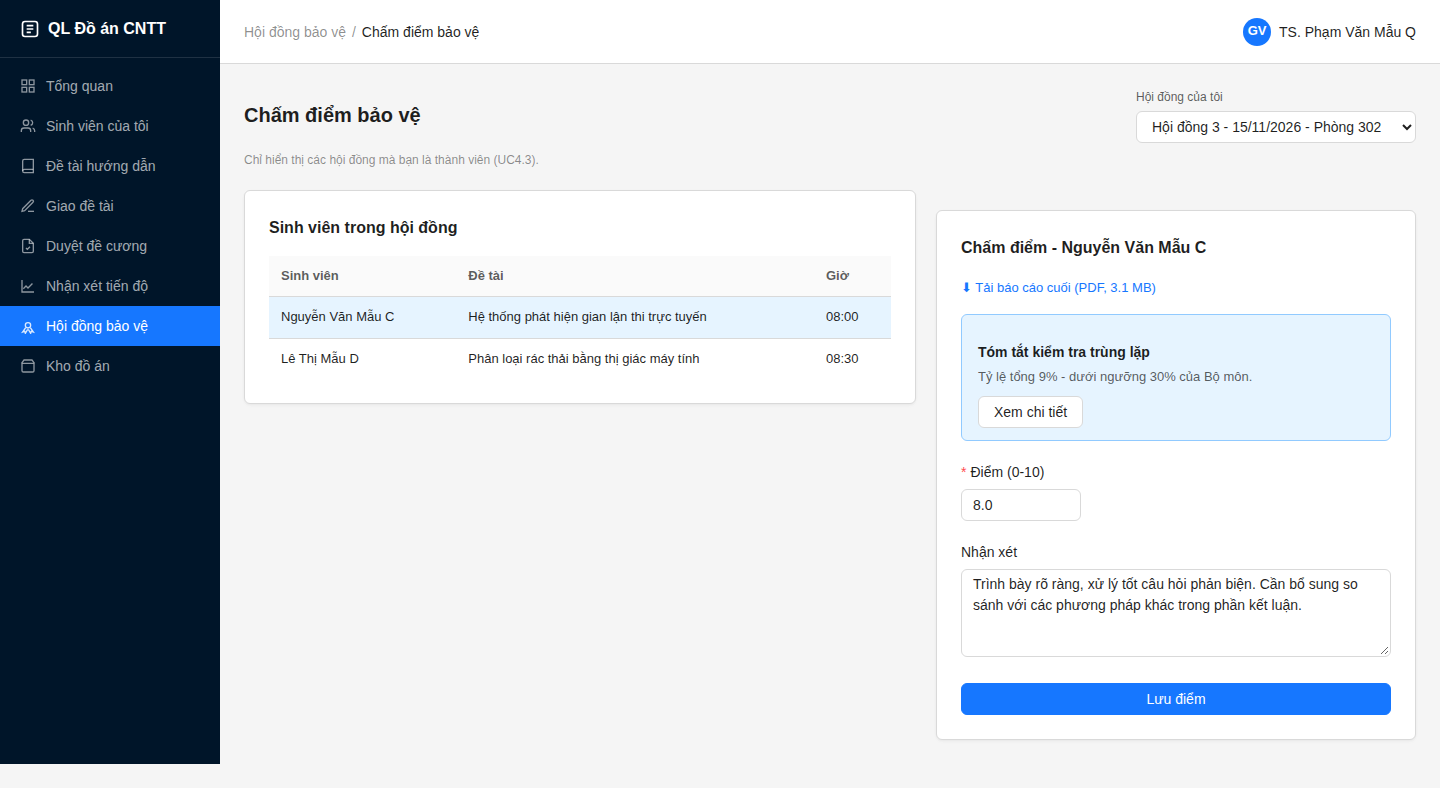 QL Đồ án CNTT
Tổng quan
Sinh viên của tôi
Đề tài hướng dẫn
Giao đề tài
Duyệt đề cương
Nhận xét tiến độ
Hội đồng bảo vệ
Kho đồ án
Hội đồng bảo vệ / Chấm điểm bảo vệ
GV TS. Phạm Văn Mẫu Q
Chấm điểm bảo vệ
Hội đồng của tôi
Hội đồng 3 - 15/11/2026 - Phòng 302
Chỉ hiển thị các hội đồng mà bạn là thành viên (UC4.3).
Sinh viên trong hội đồng
Sinh viên Đề tài Giờ
Nguyễn Văn Mẫu C Hệ thống phát hiện gian lận thi trực tuyến 08:00
Lê Thị Mẫu D Phân loại rác thải bằng thị giác máy tính 08:30
Chấm điểm - Nguyễn Văn Mẫu C
⬇ Tải báo cáo cuối (PDF, 3.1 MB)
Tóm tắt kiểm tra trùng lặp
Tỷ lệ tổng 9% - dưới ngưỡng 30% của Bộ môn.
Xem chi tiết
* Điểm (0-10)
8.0
Nhận xét
Trình bày rõ ràng, xử lý tốt câu hỏi phản biện. Cần bổ sung so
sánh với các phương pháp khác trong phần kết luận.
Lưu điểm